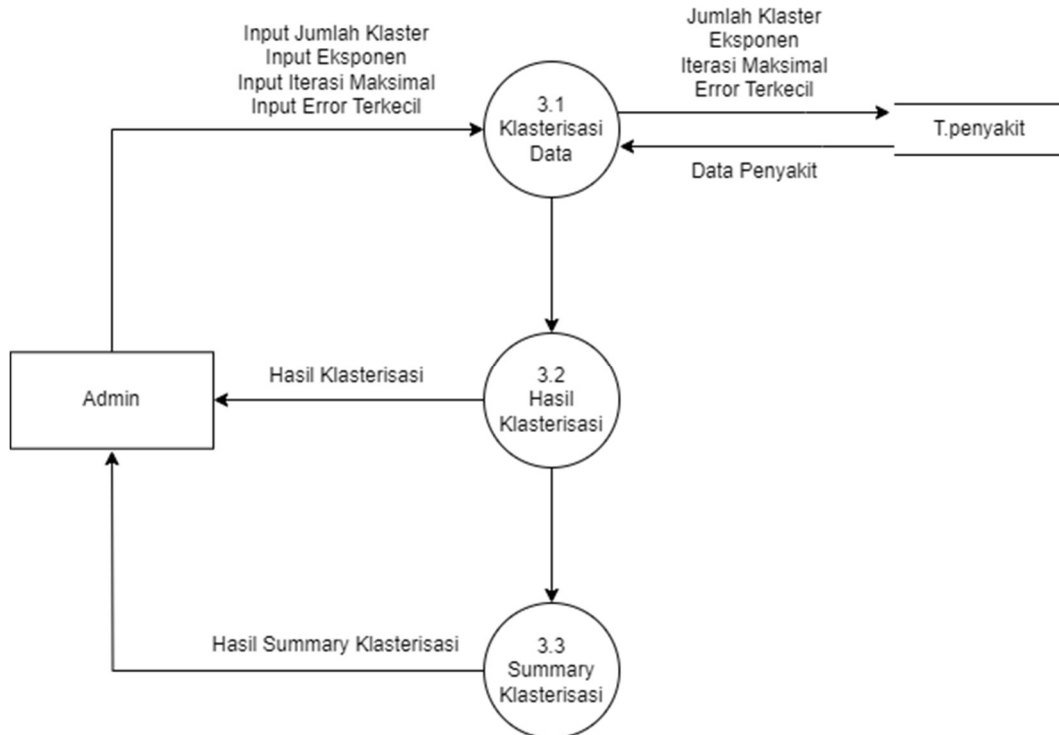 Input Jumlah Klaster
Input Eksponen
Input Iterasi Maksimal
Input Error Terkecil
3.1
Klasterisasi
Data
Jumlah Klaster
Eksponen
Iterasi Maksimal
Error Terkecil
T.penyakit
Data Penyakit
Admin
Hasil Klasterisasi
3.2
Hasil
Klasterisasi
Hasil Summary Klasterisasi
3.3
Summary
Klasterisasi